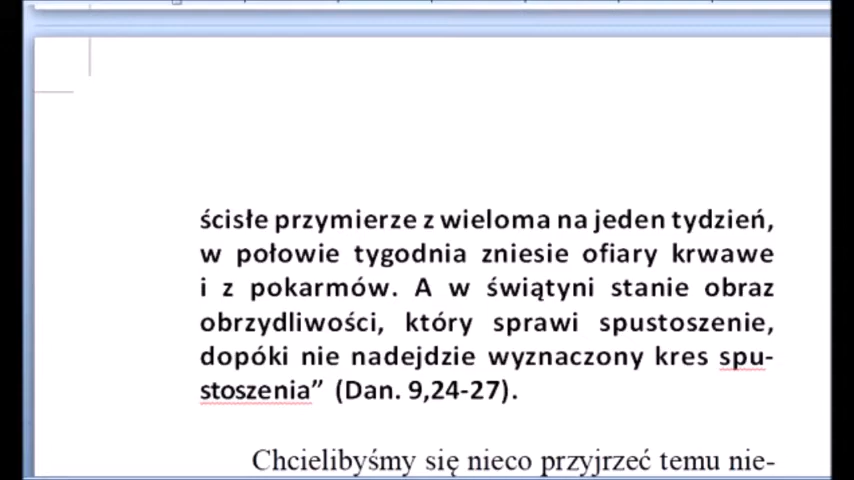 ścisłe przymierze z wieloma na jeden tydzień,
w połowie tygodnia zniesie ofiary krwawe
i z pokarmów. A w świątyni stanie obraz
obrzydliwości, który sprawi spustoszenie,
dopóki nie nadejdzie wyznaczony kres spu-
stoszenia” (Dan. 9,24-27).
Chcielibyśmy się nieco przyjrzeć temu nie-